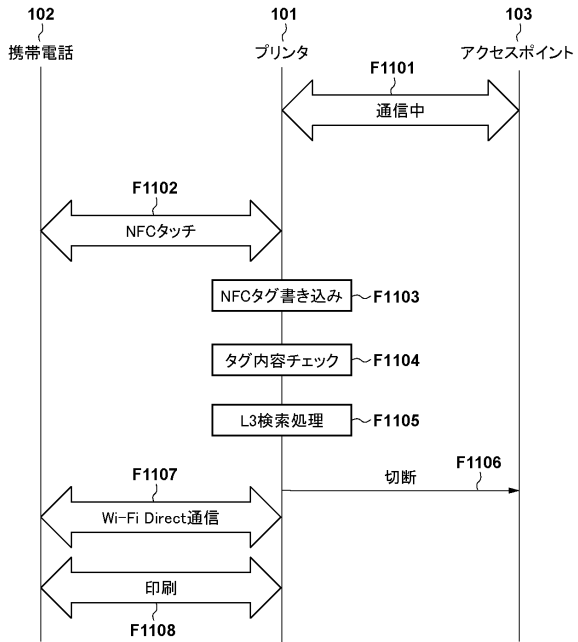 102
101
103
携帯電話
プリンタ
アクセスポイント
F1101
通信中
F1102
NFCタッチ
NFCタグ書き込み
F1103
タグ内容チェック
F1104
L3検索処理
F1105
F1106
切断
F1107
Wi-Fi Direct通信
印刷
F1108